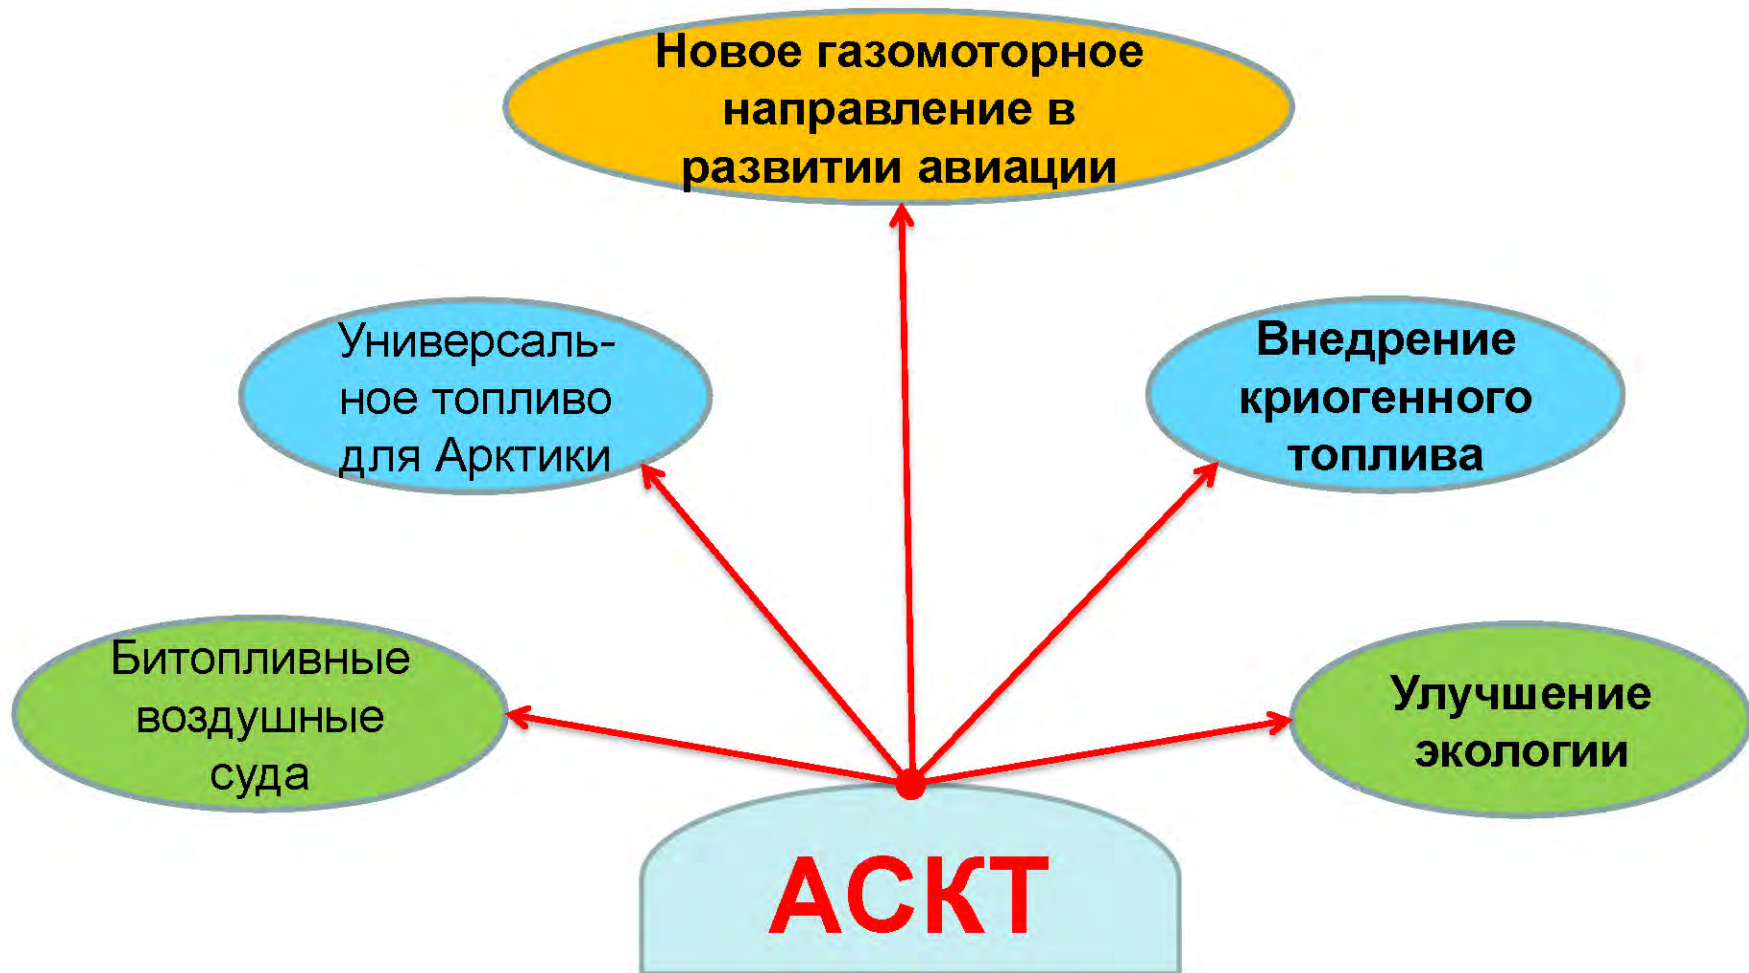 Новое газомоторное
направление в
развитии авиации
Универсаль-
ное топливо
для Арктики
Внедрение
криогенного
топлива
Битопливные
воздушные
суда
Улучшение
экологии
АСКТ